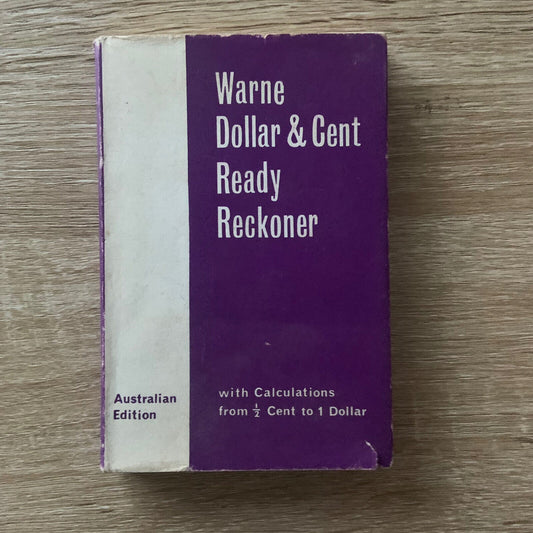 Warne
Dollar & Cent
Ready
Reckoner
Australian
Edition
with Calculations
from ½ Cent to 1 Dollar